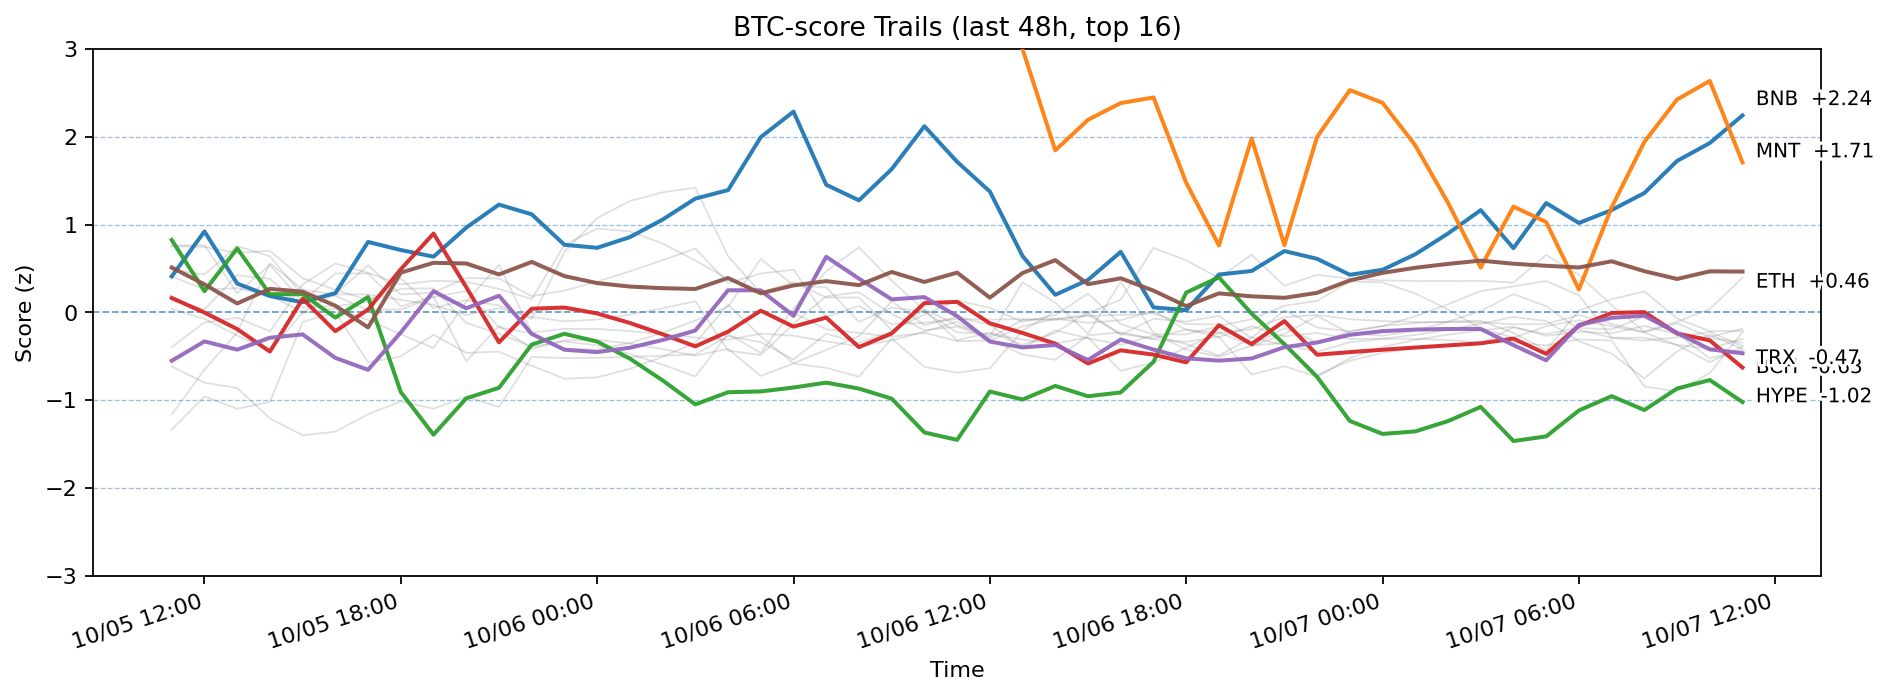 BTC-score Trails (last 48h, top 16)
Score (z)
3
2
1
0
−1
−2
−3
BNB +2.24
MNT +1.71
ETH +0.46
TRX -0.47
BCH -0.63
HYPE -1.02
10/05 12:00
10/05 18:00
10/06 00:00
10/06 06:00
10/06 12:00
10/06 18:00
10/07 00:00
10/07 06:00
10/07 12:00
Time